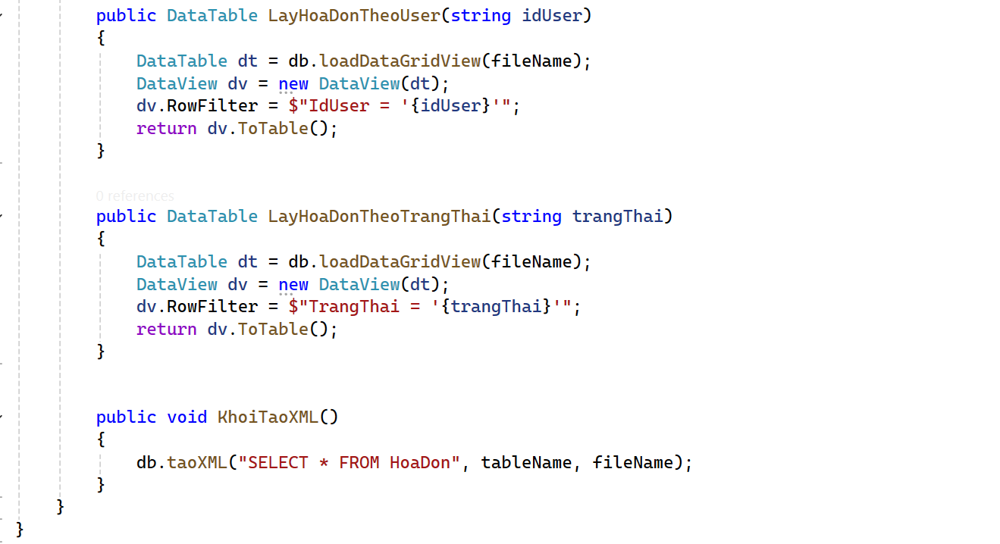 public DataTable LayHoaDonTheoUser(string idUser)
{
DataTable dt = db.loadDataGridView(fileName);
DataView dv = new DataView(dt);
dv.RowFilter = $"IdUser = '{idUser}'";
return dv.ToTable();
}
0 references
public DataTable LayHoaDonTheoTrangThai(string trangThai)
{
DataTable dt = db.loadDataGridView(fileName);
DataView dv = new DataView(dt);
dv.RowFilter = $"TrangThai = '{trangThai}'";
return dv.ToTable();
}
public void KhoiTaoXML()
{
db.taoXML("SELECT * FROM HoaDon", tableName, fileName);
}
}
}